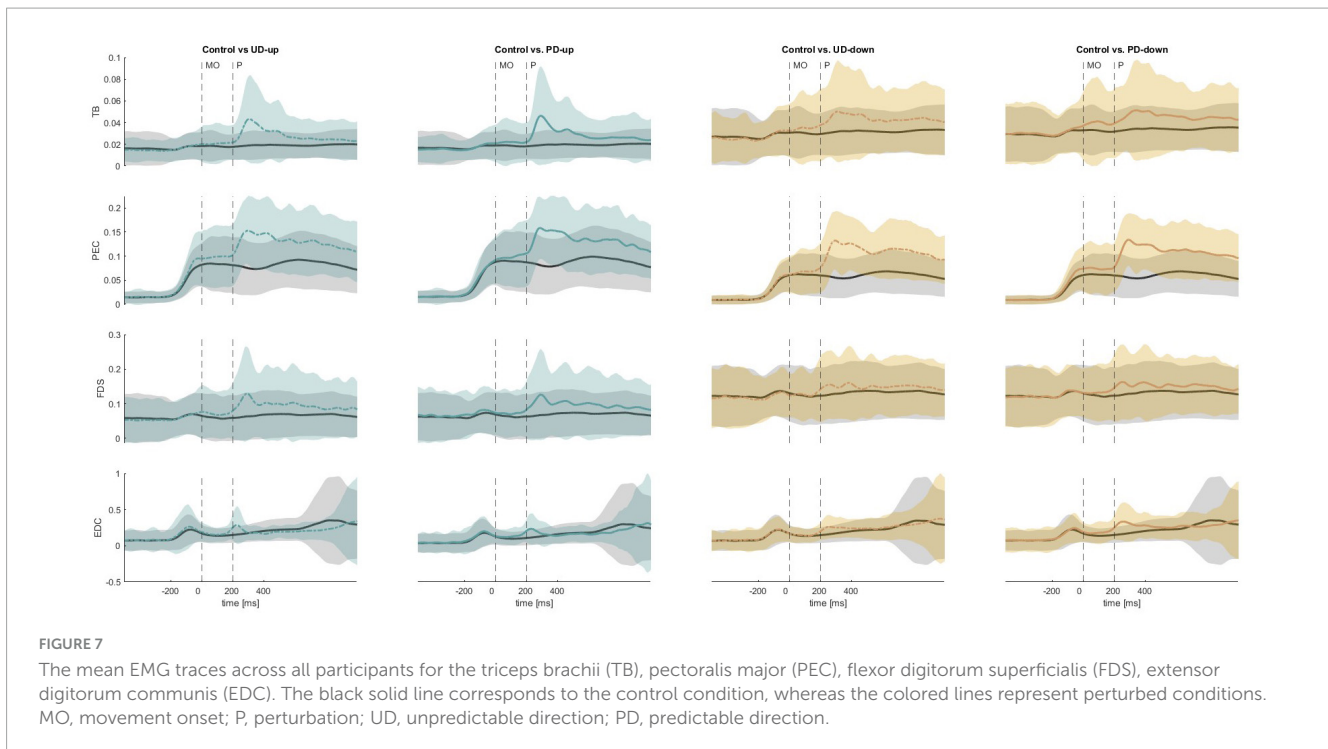 Control vs UD-up
Control vs. PD-up
Control vs. UD-down
Control vs. PD-down
MO P
MO P
MO P
MO P
TB
0.1
0.08
0.06
0.04
0.02
0
PEC
0.2
0.15
0.1
0.05
0
FDS
0.3
0.2
0.1
0
EDC
1
0.5
0
-0.5
-200 0 200 400
-200 0 200 400
-200 0 200 400
-200 0 200 400
time [ms]
time [ms]
time [ms]
time [ms]
FIGURE 7
The mean EMG traces across all participants for the triceps brachii (TB), pectoralis major (PEC), flexor digitorum superficialis (FDS), extensor
digitorum communis (EDC). The black solid line corresponds to the control condition, whereas the colored lines represent perturbed conditions.
MO, movement onset; P, perturbation; UD, unpredictable direction; PD, predictable direction.